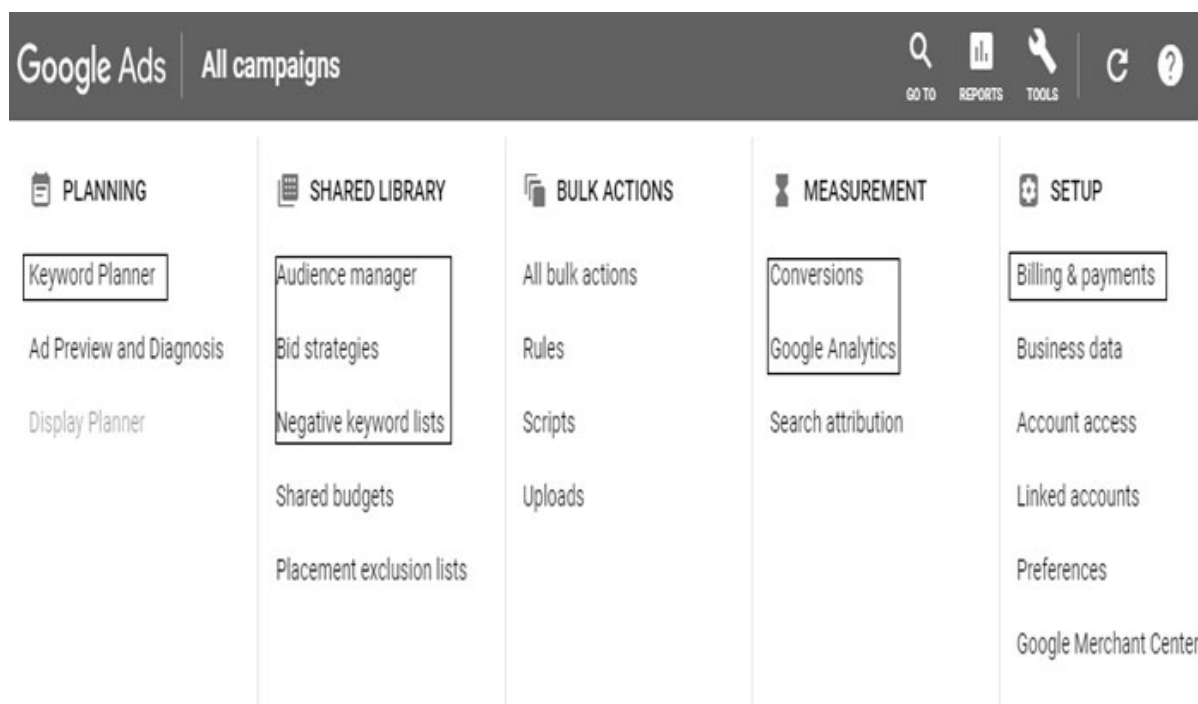 Google Ads All campaigns
GO TO REPORTS TOOLS ?
PLANNING
Keyword Planner
Ad Preview and Diagnosis
Display Planner
SHARED LIBRARY
Audience manager
Bid strategies
Negative keyword lists
Shared budgets
Placement exclusion lists
BULK ACTIONS
All bulk actions
Rules
Scripts
Uploads
MEASUREMENT
Conversions
Google Analytics
Search attribution
SETUP
Billing & payments
Business data
Account access
Linked accounts
Preferences
Google Merchant Center